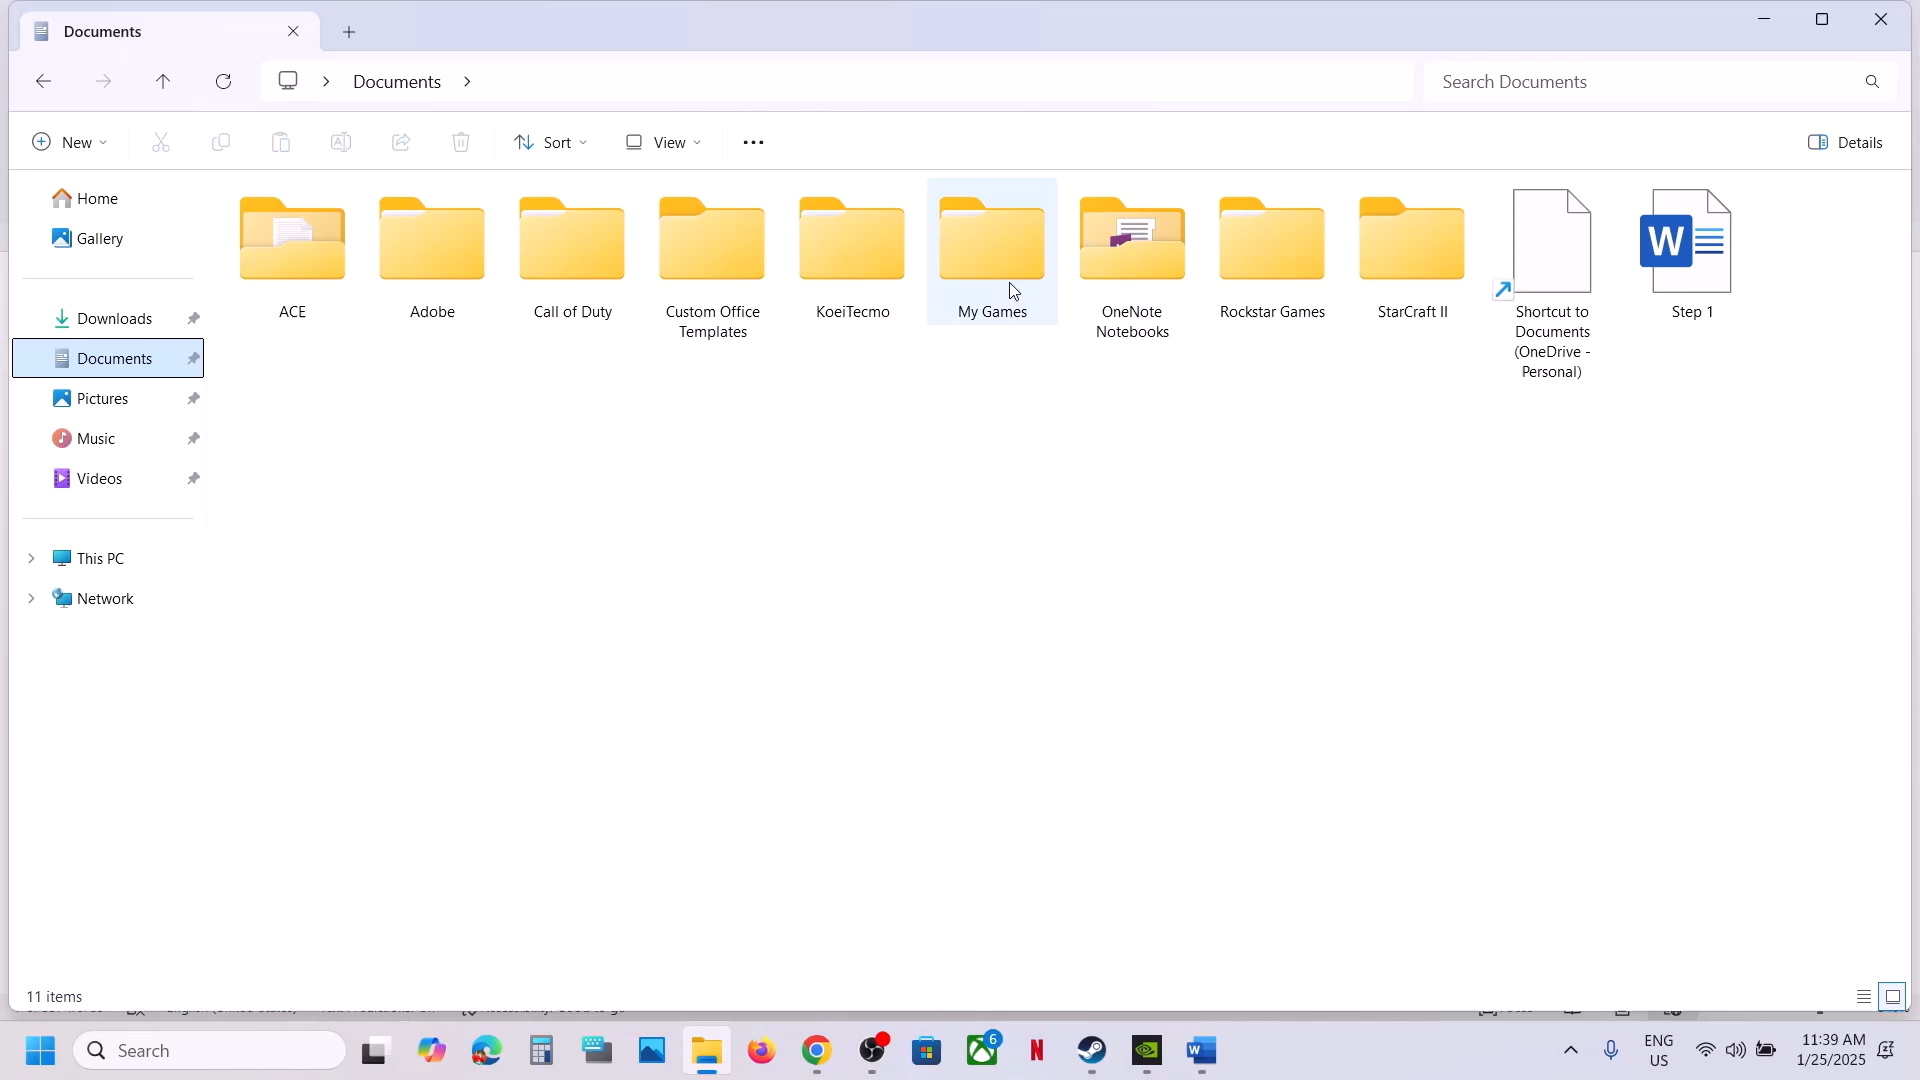 Documents
Documents
Search Documents
New
Sort
View
Details
Home
Gallery
Downloads
Documents
Pictures
Music
Videos
This PC
Network
ACE
Adobe
Call of Duty
Custom Office
Templates
KoeiTecmo
My Games
OneNote
Notebooks
Rockstar Games
StarCraft II
Shortcut to
Documents
(OneDrive -
Personal)
W
Step 1
11 items
Search
6
N
W
ENG
US
11:39 AM
1/25/2025